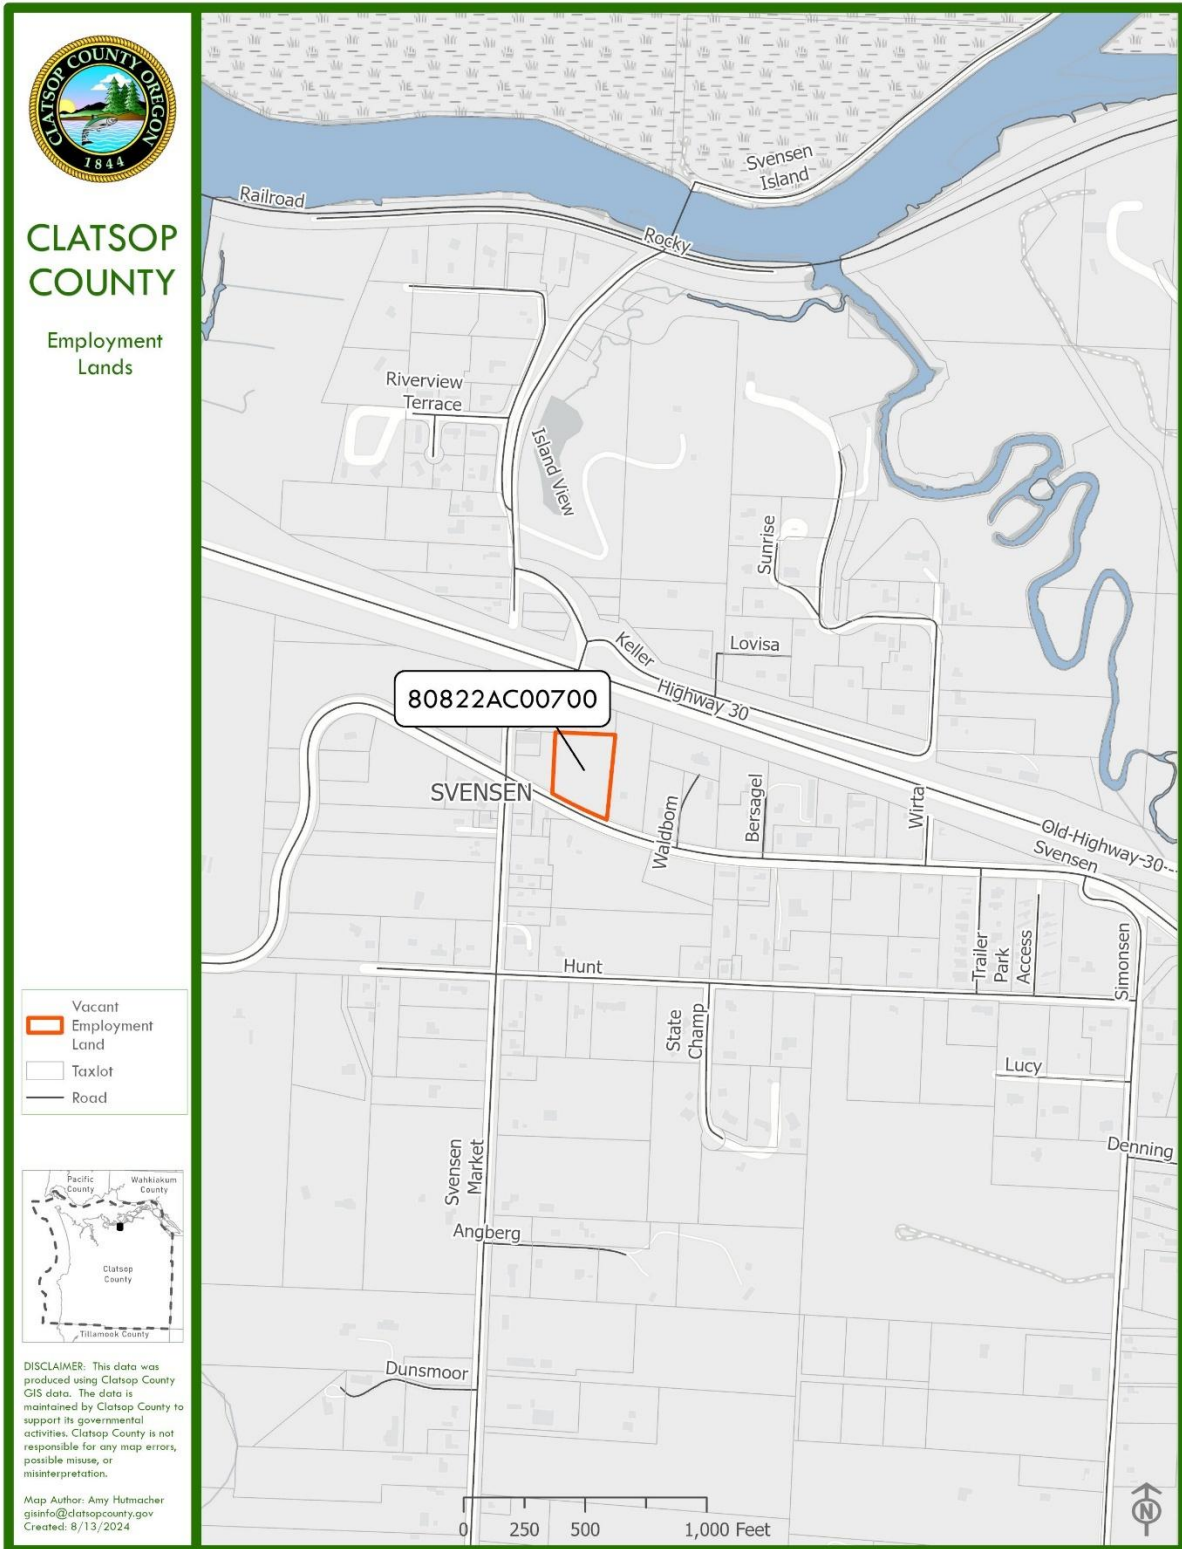 CLATSOP COUNTY OREGON
1844
CLATSOP
COUNTY
Employment
Lands
Vacant
Employment
Land
Taxlot
Road
Pacific
County
Wahkiakum
County
Clatsop
County
Tillamook County
DISCLAIMER: This data was
produced using Clatsop County
GIS data. The data is
maintained by Clatsop County to
support its governmental
activities. Clatsop County is not
responsible for any map errors,
possible misuse, or
misinterpretation.
Map Author: Amy Hutmacher
gisinfo@clatsopcounty.gov
Created: 8/13/2024
Svensen
Island
Railroad
Rocky
Riverview
Terrace
Island View
Sunrise
Keller
Lovisa
80822AC00700
Highway 30
SVENSEN
Waldbom
Bersagel
Wirta
Old-Highway-30
Svensen
Hunt
Trailer
Park
Access
Simonsen
State
Champ
Lucy
Svensen
Market
Denning
Angberg
Dunsmoor
0 250 500 1,000 Feet
N